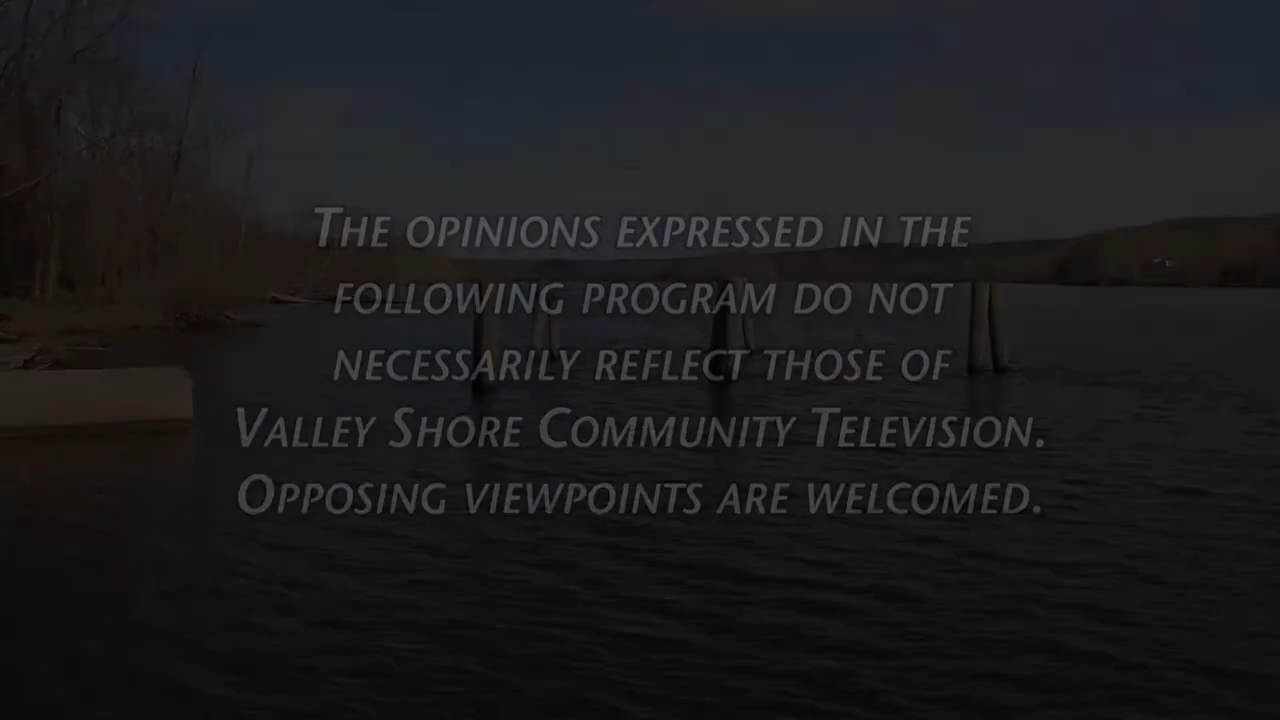 The opinions expressed in the
following program do not
necessarily reflect those of
Valley Shore Community Television.
Opposing viewpoints are welcomed.